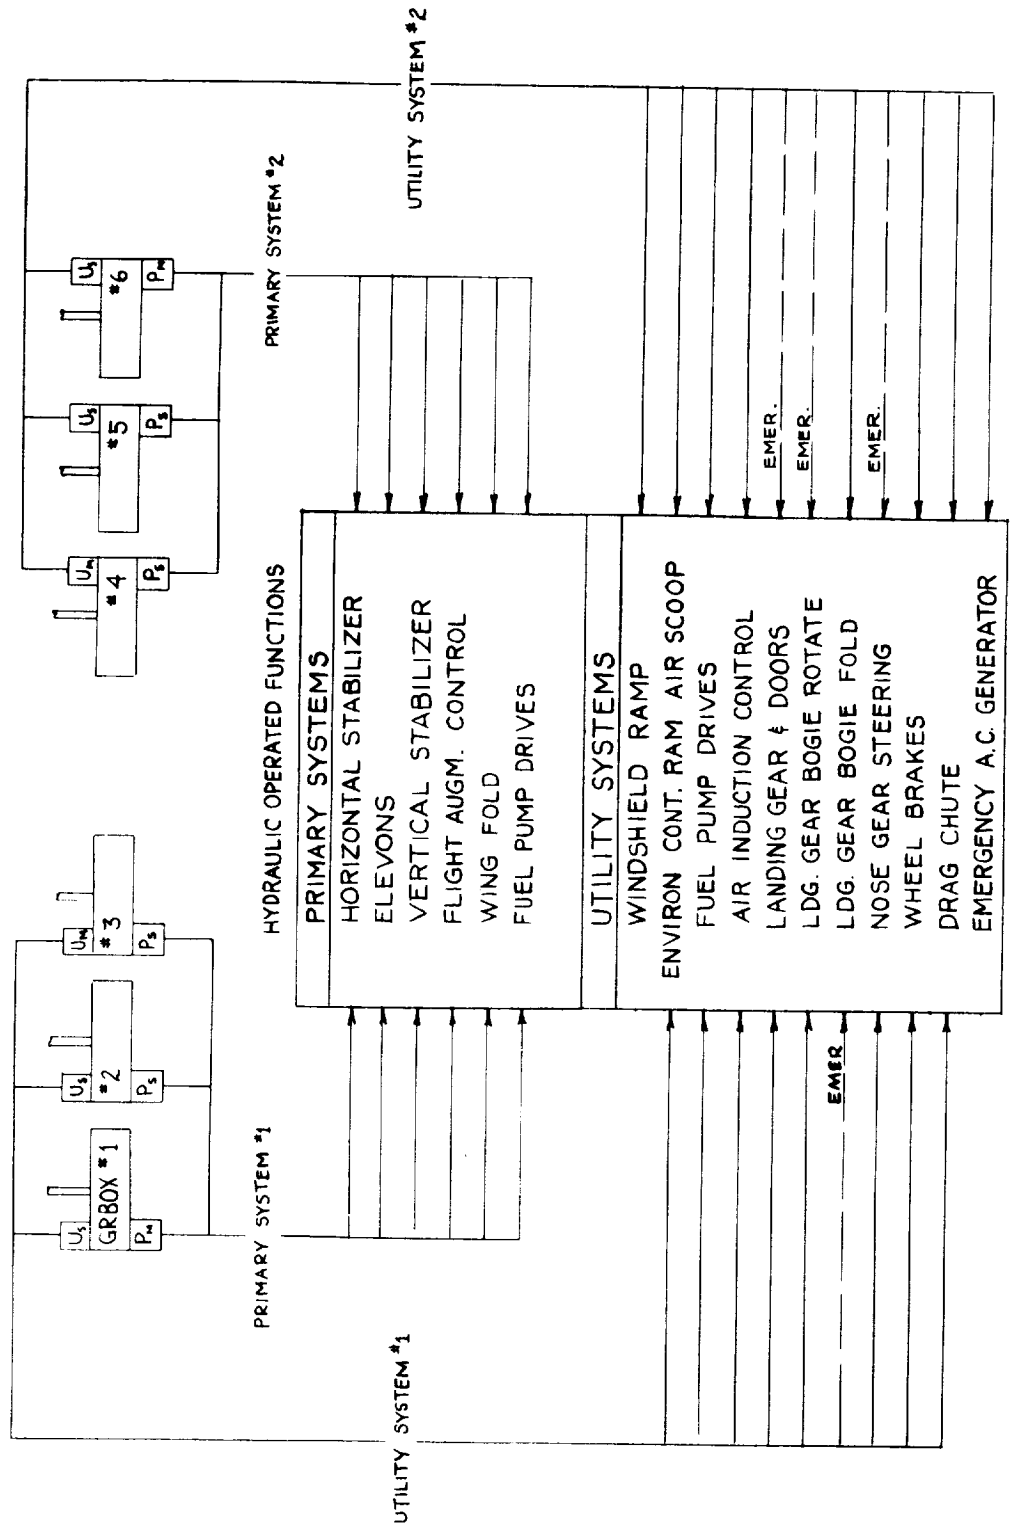 U_S U_S U_M U_M U_S U_S
GRBOX #1 #2 #3 #4 #5 #6
P_M P_S P_S P_S P_S P_M
PRIMARY SYSTEM #1
HYDRAULIC OPERATED FUNCTIONS
PRIMARY SYSTEM #2
UTILITY SYSTEM #1
UTILITY SYSTEM #2
PRIMARY SYSTEMS
HORIZONTAL STABILIZER
ELEVONS
VERTICAL STABILIZER
FLIGHT AUGM. CONTROL
WING FOLD
FUEL PUMP DRIVES
UTILITY SYSTEMS
WINDSHIELD RAMP
ENVIRON CONT. RAM AIR SCOOP
FUEL PUMP DRIVES
AIR INDUCTION CONTROL
LANDING GEAR & DOORS
EMER.
LDG. GEAR BOGIE ROTATE
EMER.
EMER
LDG. GEAR BOGIE FOLD
NOSE GEAR STEERING
EMER.
WHEEL BRAKES
DRAG CHUTE
EMERGENCY A.C. GENERATOR